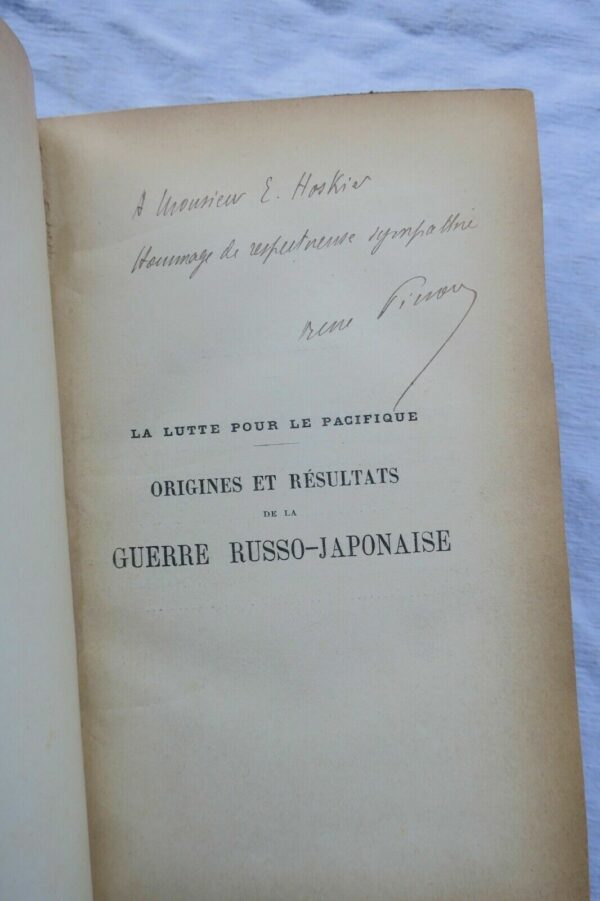 A Monsieur E. Hoskier
Hommage de respectueuse sympathie
René Pinon
LA LUTTE POUR LE PACIFIQUE
ORIGINES ET RÉSULTATS
DE LA
GUERRE RUSSO-JAPONAISE